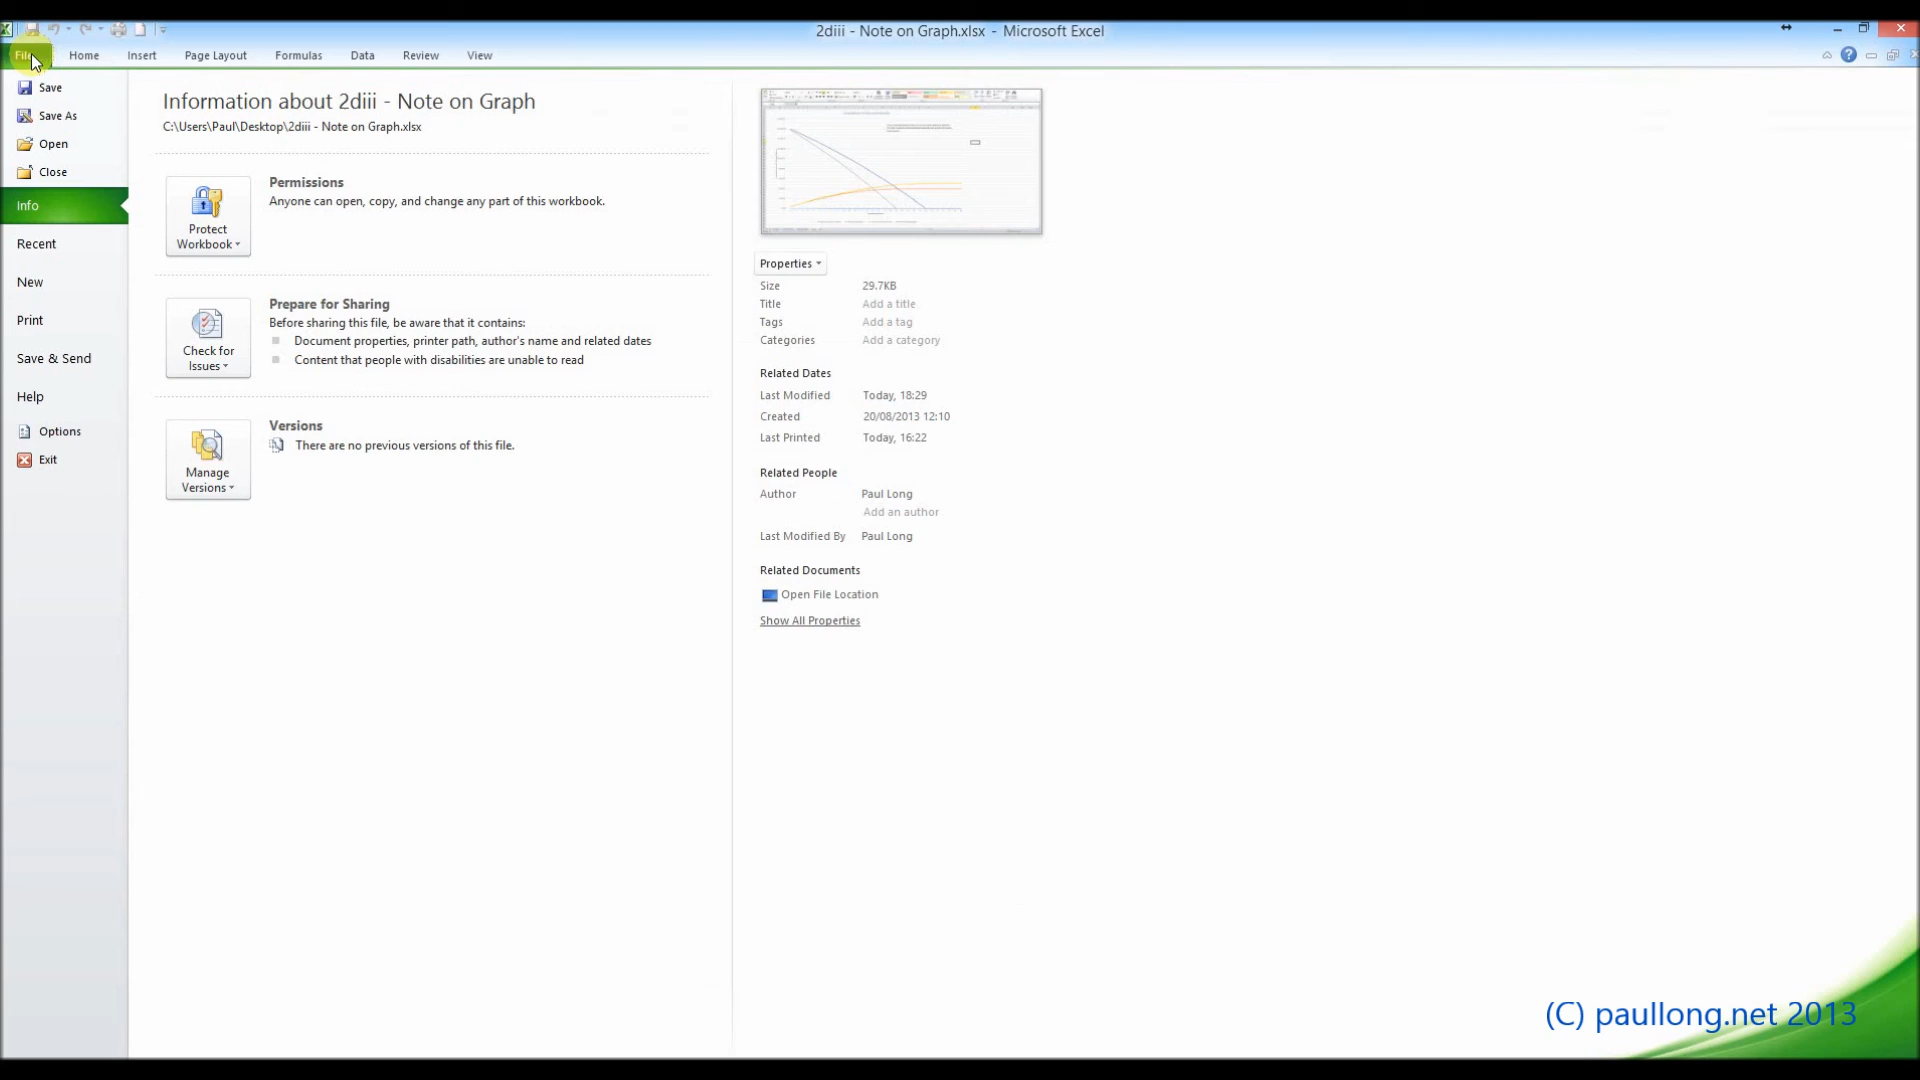 2diii - Note on Graph.xlsx - Microsoft Excel
File Home Insert Page Layout Formulas Data Review View
Save
Save As
Open
Close
Info
Recent
New
Print
Save & Send
Help
Options
Exit
Information about 2diii - Note on Graph
C:\Users\Paul\Desktop\2diii - Note on Graph.xlsx
Protect
Workbook
Permissions
Anyone can open, copy, and change any part of this workbook.
Check for
Issues
Prepare for Sharing
Before sharing this file, be aware that it contains:
Document properties, printer path, author's name and related dates
Content that people with disabilities are unable to read
Manage
Versions
Versions
There are no previous versions of this file.
Properties
Size 29.7KB
Title Add a title
Tags Add a tag
Categories Add a category
Related Dates
Last Modified Today, 18:29
Created 20/08/2013 12:10
Last Printed Today, 16:22
Related People
Author Paul Long
Add an author
Last Modified By Paul Long
Related Documents
Open File Location
Show All Properties
(C) paullong.net 2013